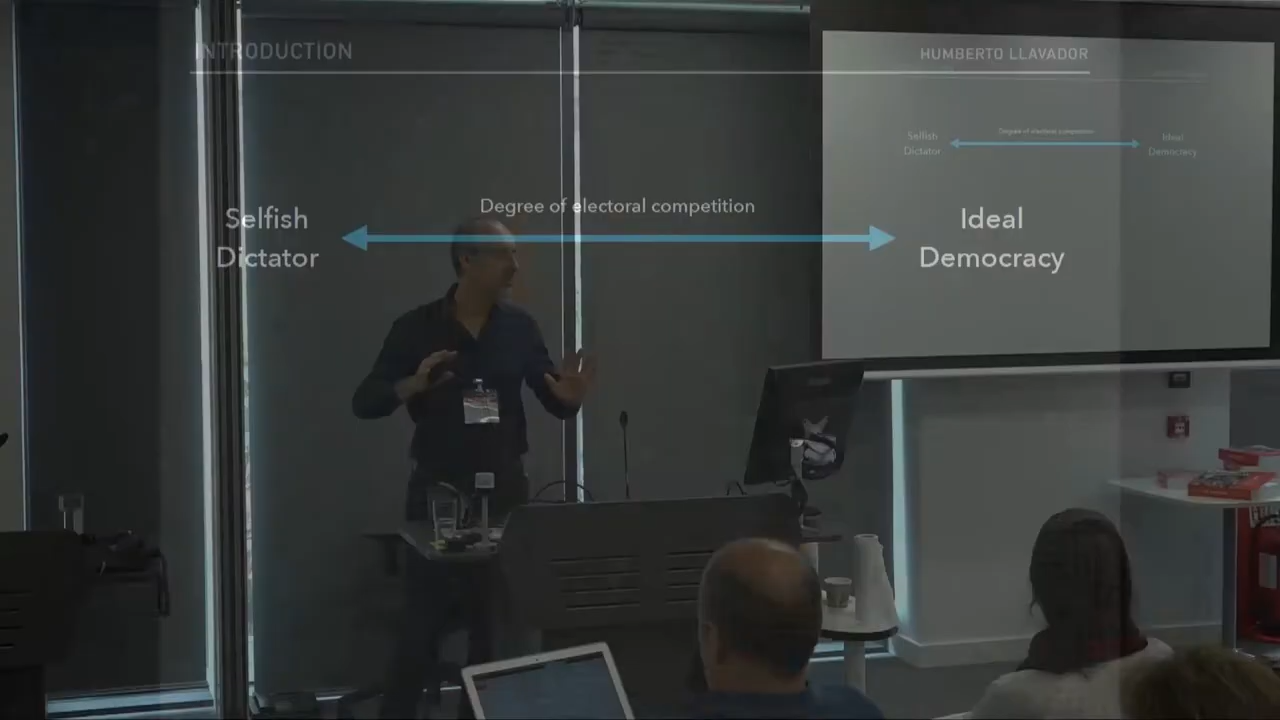 INTRODUCTION
HUMBERTO LLAVADOR
Selfish
Dictator
Degree of electoral competition
Ideal
Democracy
Selfish
Dictator
Degree of electoral competition
Ideal
Democracy